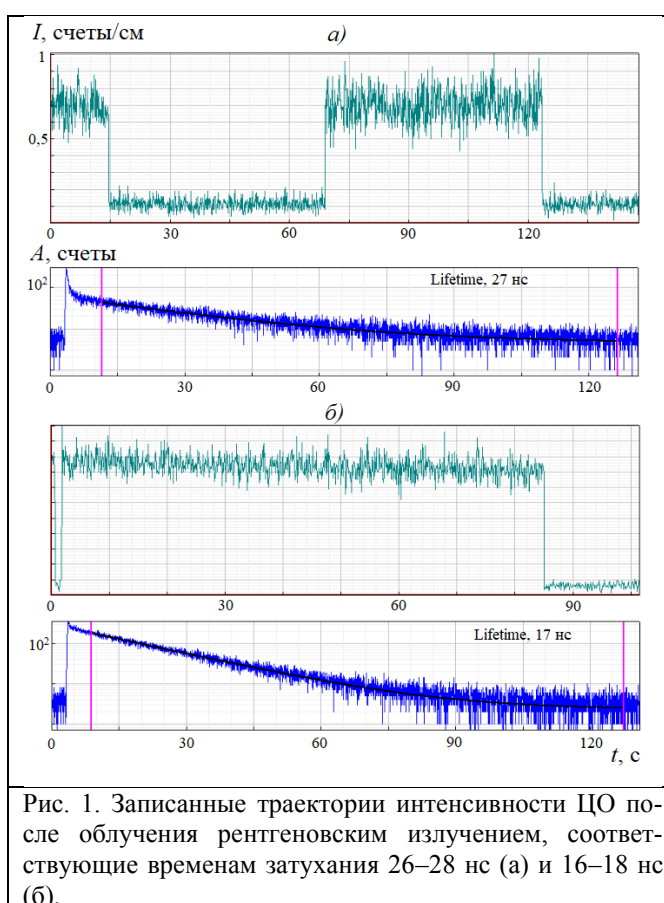 I, счеты/см
а)
1
0,5
0 30 60 90 120
A, счеты
10²
Lifetime, 27 нс
0 30 60 90 120
б)
0 30 60 90
10²
Lifetime, 17 нс
0 30 60 90 120
t, с
Рис. 1. Записанные траектории интенсивности ЦО по-
сле облучения рентгеновским излучением, соответ-
ствующие временам затухания 26–28 нс (а) и 16–18 нс
(б).